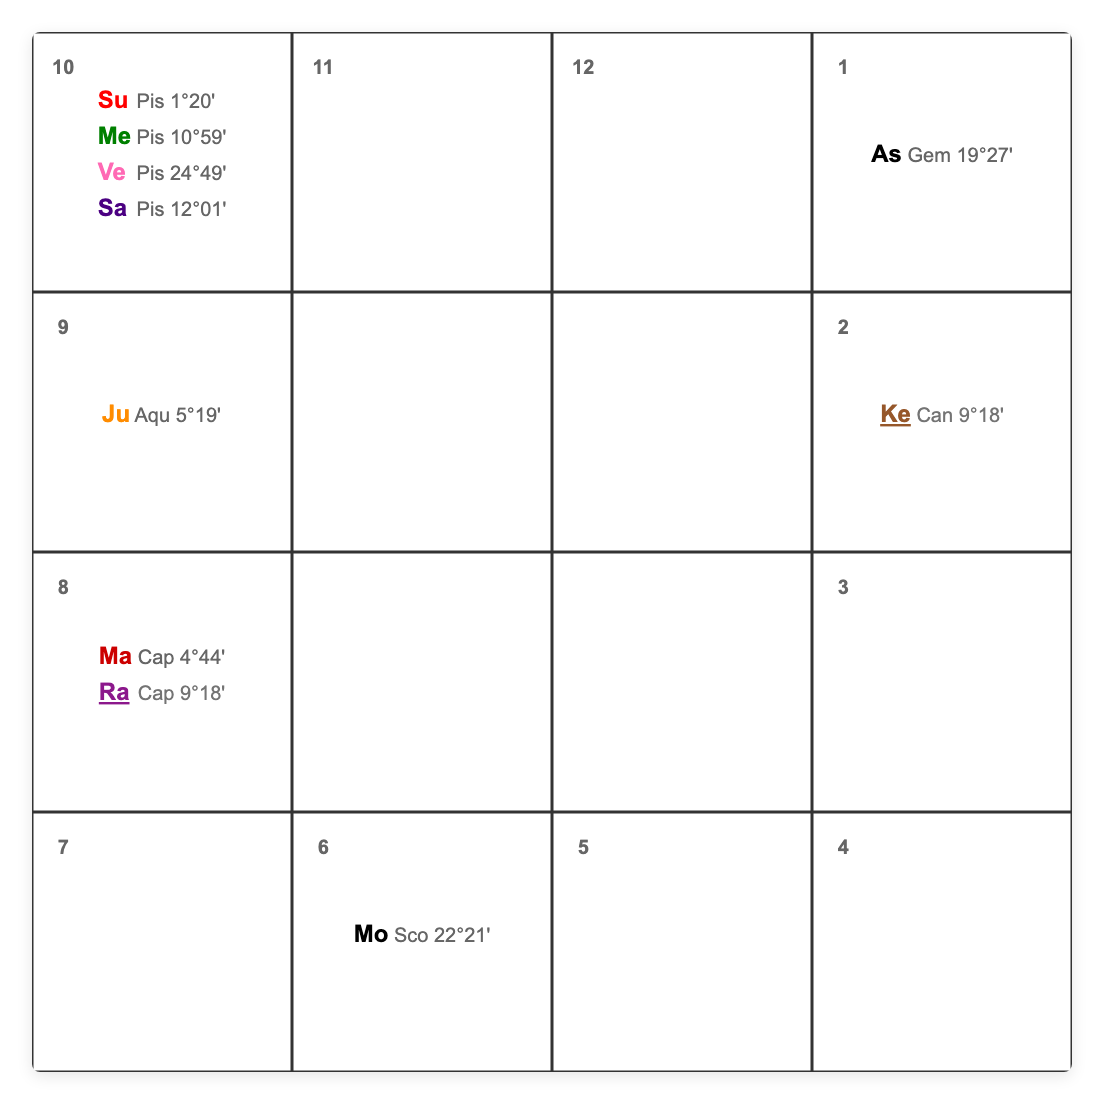 10
Su Pis 1°20'
Me Pis 10°59'
Ve Pis 24°49'
Sa Pis 12°01'
11
12
1
As Gem 19°27'
9
Ju Aqu 5°19'
2
Ke Can 9°18'
8
Ma Cap 4°44'
Ra Cap 9°18'
3
7
6
Mo Sco 22°21'
5
4